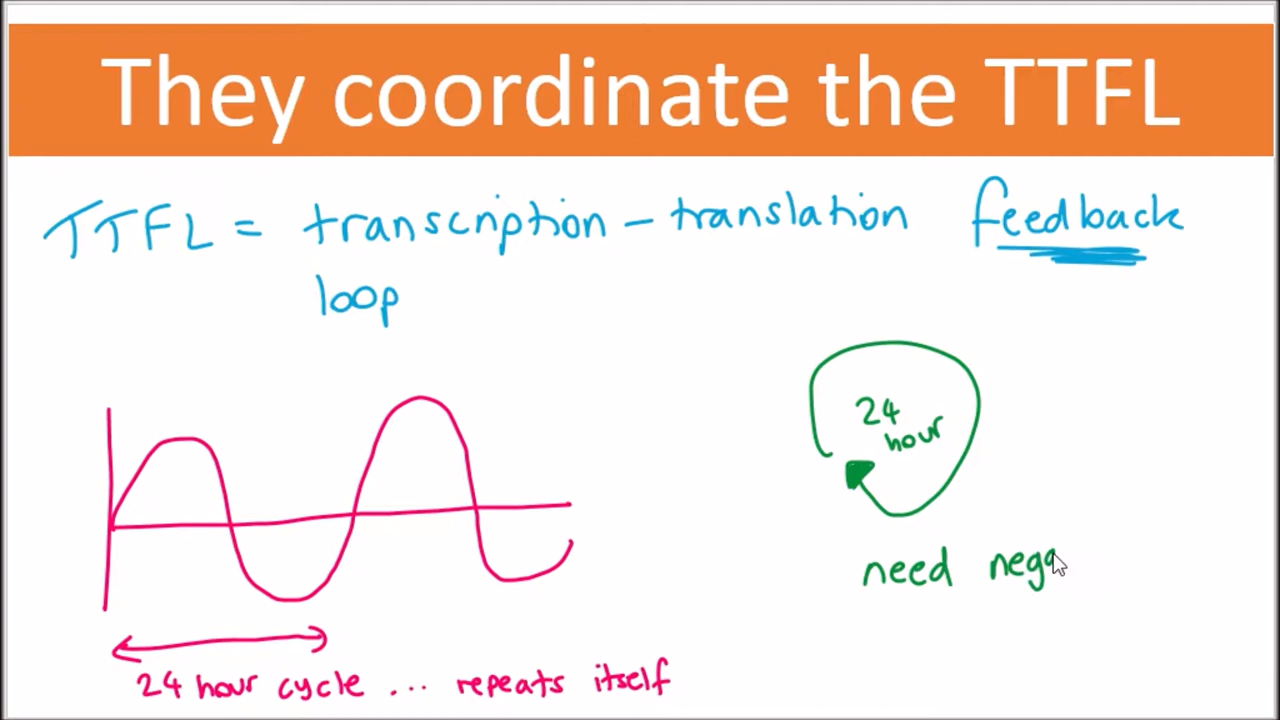 They coordinate the TTFL
TTFL = transcription - translation feedback
loop
24
hour
need nega
24 hour cycle ... repeats itself